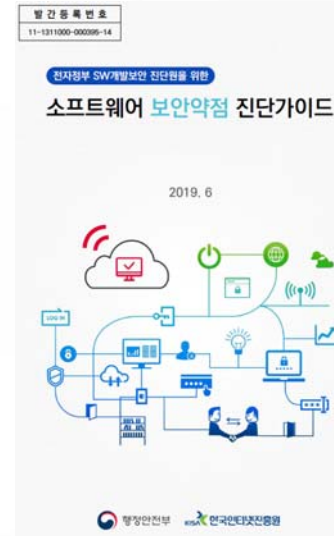 발 간 등 록 번 호
11-1311000-000395-14
전자정부 SW개발보안 진단원을 위한
소프트웨어 보안약점 진단가이드
2019. 6
LOG IN
행정안전부 KISA 한국인터넷진흥원